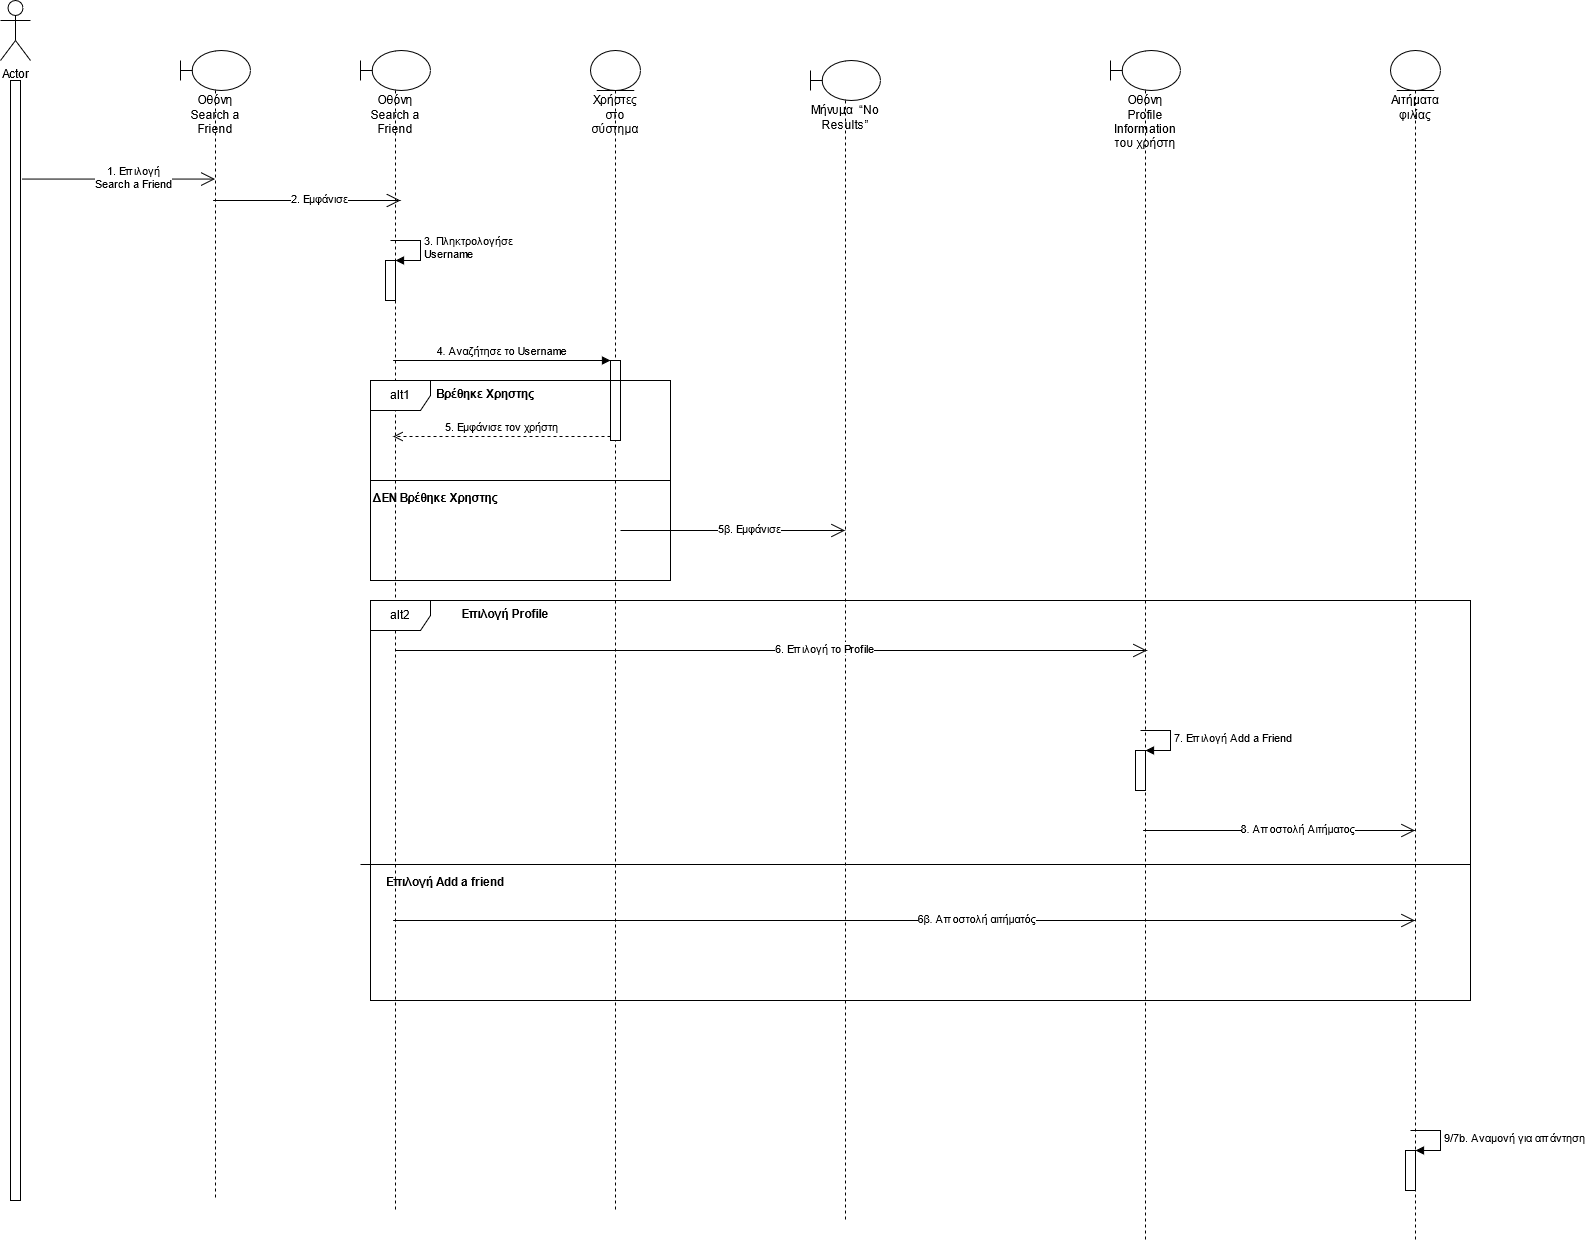 Actor
Οθόνη
Search a
Friend
Οθόνη
Search a
Friend
Χρήστες
στο
σύστημα
Μήνυμα “No
Results”
Οθόνη
Profile
Information
του χρήστη
Αιτήματα
φιλίας
1. Επιλογή
Search a Friend
2. Εμφάνισε
3. Πληκτρολογήσε
Username
4. Αναζήτησε το Username
alt1
Βρέθηκε Χρηστης
5. Εμφάνισε τον χρήστη
ΔΕΝ Βρέθηκε Χρηστης
5β. Εμφάνισε
alt2
Επιλογή Profile
6. Επιλογή το Profile
7. Επιλογή Add a Friend
8. Αποστολή Αιτήματος
Επιλογή Add a friend
6β. Αποστολή αιτήματός
9/7b. Αναμονή για απάντηση